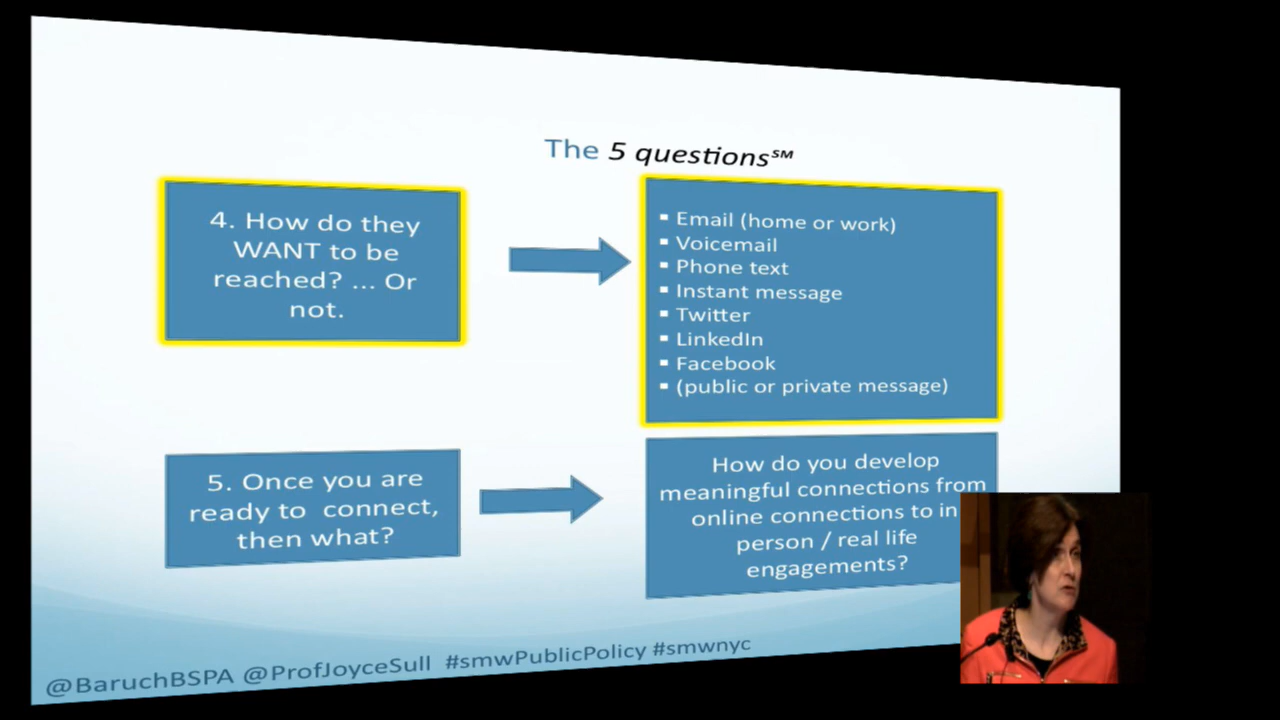 The 5 questions℠
4. How do they
WANT to be
reached? ... Or
not.
▪ Email (home or work)
▪ Voicemail
▪ Phone text
▪ Instant message
▪ Twitter
▪ LinkedIn
▪ Facebook
▪ (public or private message)
5. Once you are
ready to connect,
then what?
How do you develop
meaningful connections from
online connections to in
person / real life
engagements?
@BaruchBSPA @ProfJoyceSull #smwPublicPolicy #smwnyc